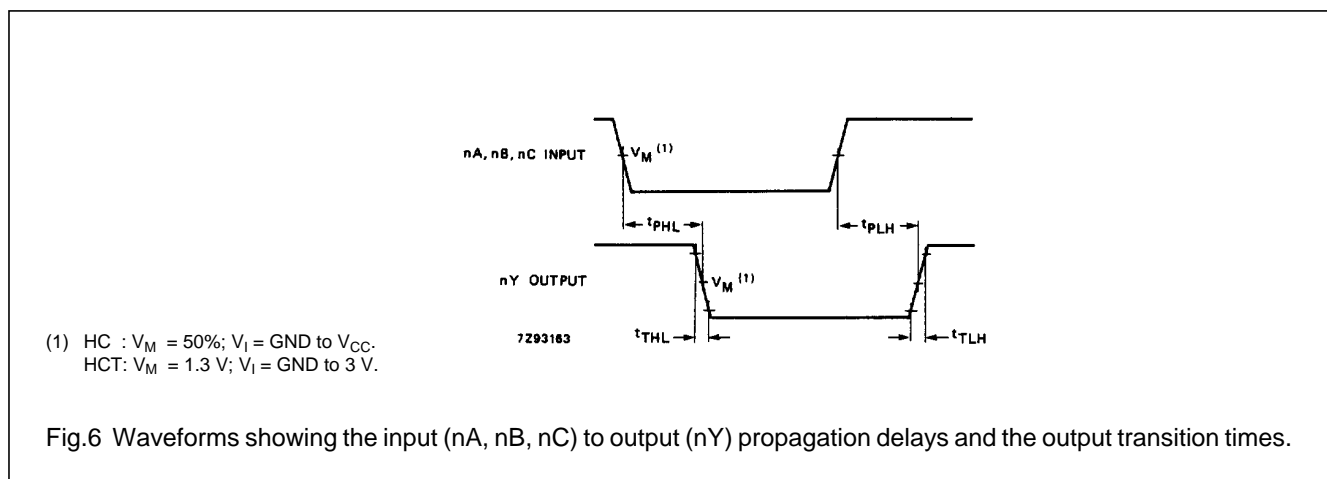 nA, nB, nC INPUT
VM (1)
tPHL
tPLH
nY OUTPUT
VM (1)
tTHL
7Z93163
tTLH
(1) HC : VM = 50%; VI = GND to VCC.
HCT: VM = 1.3 V; VI = GND to 3 V.
Fig.6 Waveforms showing the input (nA, nB, nC) to output (nY) propagation delays and the output transition times.